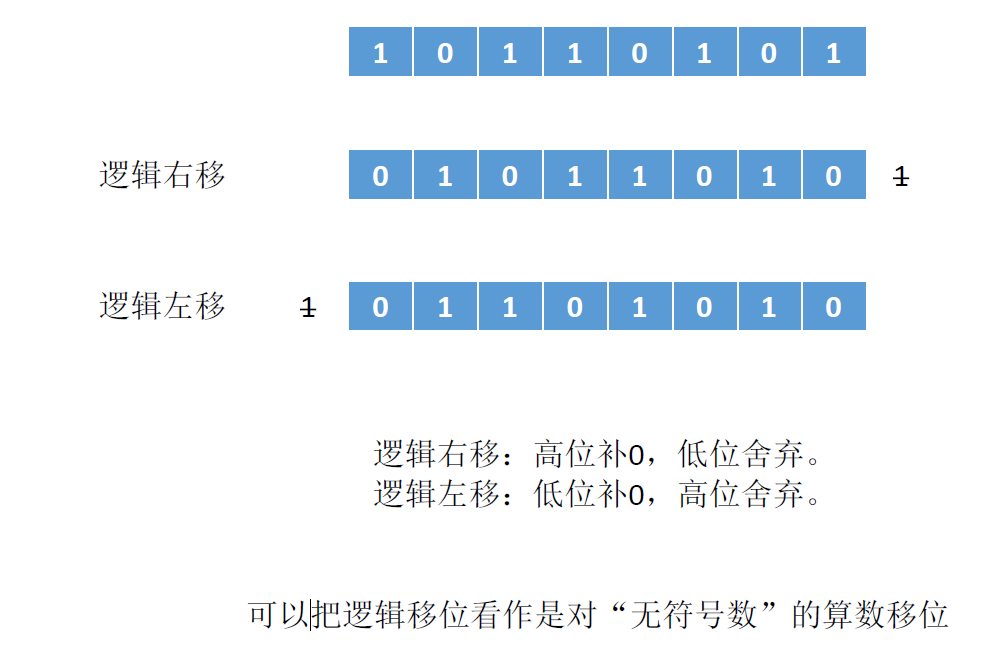 1 0 1 1 0 1 0 1
逻辑右移 0 1 0 1 1 0 1 0 1
逻辑左移 1 0 1 1 0 1 0 1 0
逻辑右移：高位补0，低位舍弃。
逻辑左移：低位补0，高位舍弃。
可以把逻辑移位看作是对“无符号数”的算数移位